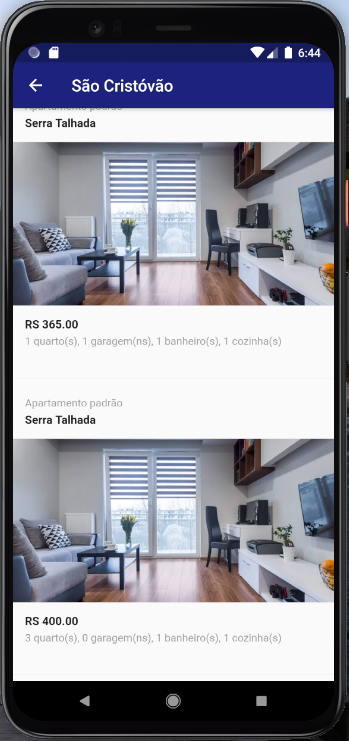 6:44
São Cristóvão
Apartamento padrão
Serra Talhada
RS 365.00
1 quarto(s), 1 garagem(ns), 1 banheiro(s), 1 cozinha(s)
Apartamento padrão
Serra Talhada
RS 400.00
3 quarto(s), 0 garagem(ns), 1 banheiro(s), 1 cozinha(s)